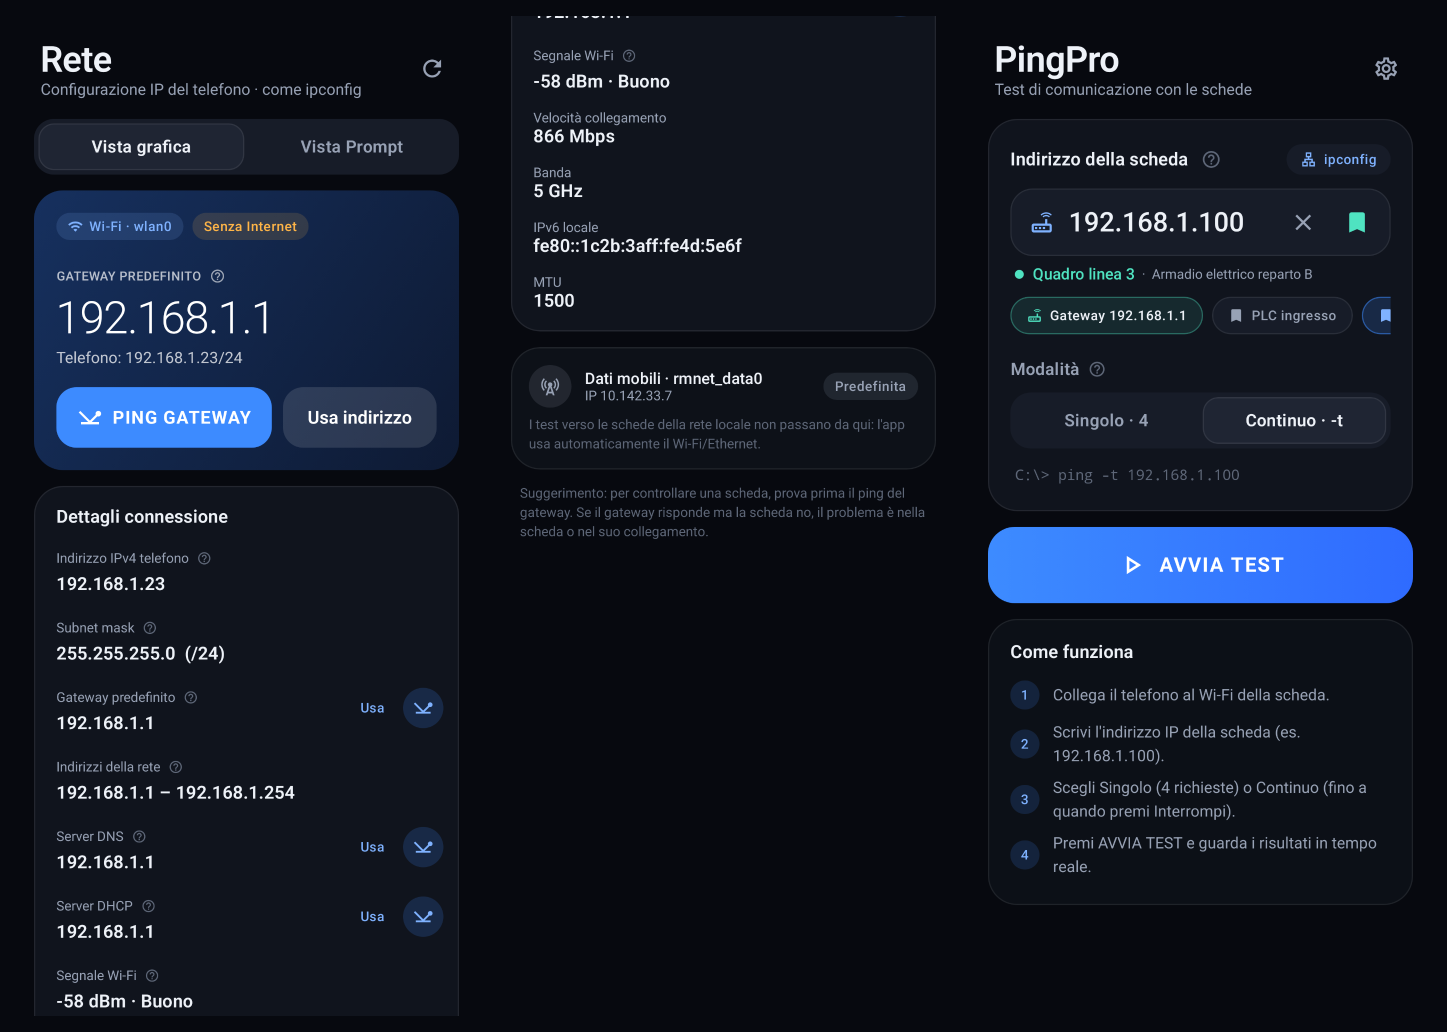 Rete
Configurazione IP del telefono · come ipconfig
Vista grafica
Vista Prompt
Wi-Fi · wlan0
Senza Internet
GATEWAY PREDEFINITO
192.168.1.1
Telefono: 192.168.1.23/24
PING GATEWAY
Usa indirizzo
Dettagli connessione
Indirizzo IPv4 telefono
192.168.1.23
Subnet mask
255.255.255.0 (/24)
Gateway predefinito
192.168.1.1
Usa
Indirizzi della rete
192.168.1.1 – 192.168.1.254
Server DNS
192.168.1.1
Usa
Server DHCP
192.168.1.1
Usa
Segnale Wi-Fi
-58 dBm · Buono
Segnale Wi-Fi
-58 dBm · Buono
Velocità collegamento
866 Mbps
Banda
5 GHz
IPv6 locale
fe80::1c2b:3aff:fe4d:5e6f
MTU
1500
Dati mobili · rmnet_data0
IP 10.142.33.7
Predefinita
I test verso le schede della rete locale non passano da qui: l'app
usa automaticamente il Wi-Fi/Ethernet.
Suggerimento: per controllare una scheda, prova prima il ping del
gateway. Se il gateway risponde ma la scheda no, il problema è nella
scheda o nel suo collegamento.
PingPro
Test di comunicazione con le schede
Indirizzo della scheda
ipconfig
192.168.1.100
Quadro linea 3 · Armadio elettrico reparto B
Gateway 192.168.1.1
PLC ingresso
Modalità
Singolo · 4
Continuo · -t
C:\> ping -t 192.168.1.100
AVVIA TEST
Come funziona
1 Collega il telefono al Wi-Fi della scheda.
2 Scrivi l'indirizzo IP della scheda (es.
192.168.1.100).
3 Scegli Singolo (4 richieste) o Continuo (fino a
quando premi Interrompi).
4 Premi AVVIA TEST e guarda i risultati in tempo
reale.